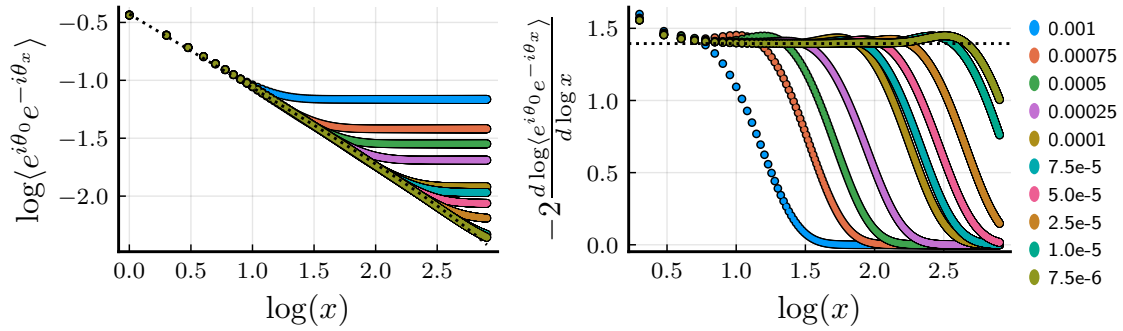 log⟨e^{iθ_0}e^{−iθ_x}⟩
−0.5
−1.0
−1.5
−2.0
0.0 0.5 1.0 1.5 2.0 2.5
log(x)
−2 d log⟨e^{iθ_0}e^{−iθ_x}⟩ / d log x
1.5
1.0
0.5
0.0
0.5 1.0 1.5 2.0 2.5
log(x)
0.001
0.00075
0.0005
0.00025
0.0001
7.5e-5
5.0e-5
2.5e-5
1.0e-5
7.5e-6